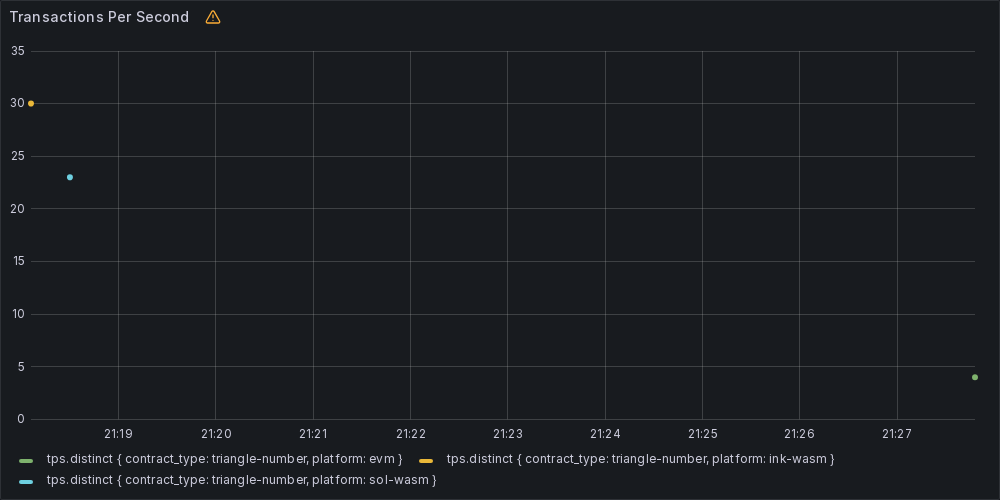 Transactions Per Second
35
30
25
20
15
10
5
0
21:19 21:20 21:21 21:22 21:23 21:24 21:25 21:26 21:27
tps.distinct { contract_type: triangle-number, platform: evm } tps.distinct { contract_type: triangle-number, platform: ink-wasm }
tps.distinct { contract_type: triangle-number, platform: sol-wasm }